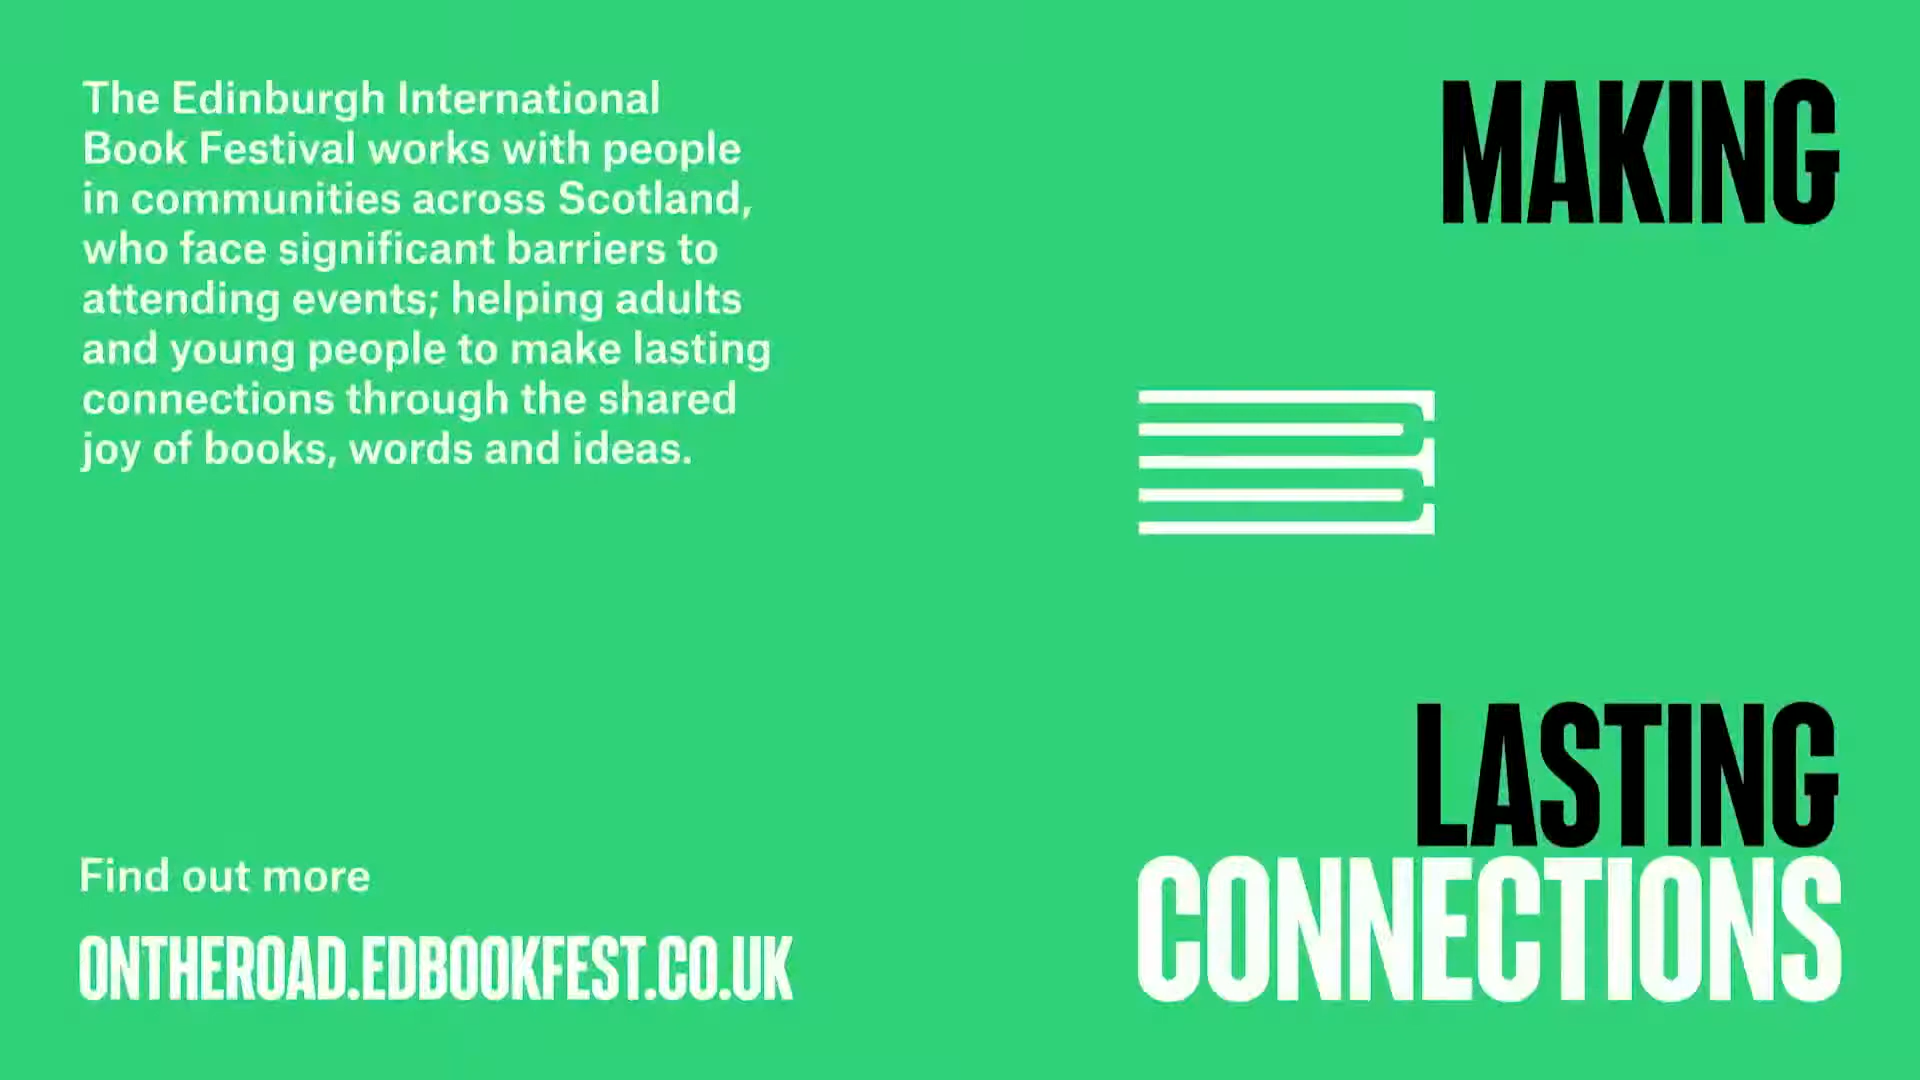 The Edinburgh International
Book Festival works with people
in communities across Scotland,
who face significant barriers to
attending events; helping adults
and young people to make lasting
connections through the shared
joy of books, words and ideas.
Find out more
ONTHEROAD.EDBOOKFEST.CO.UK
MAKING
LASTING
CONNECTIONS